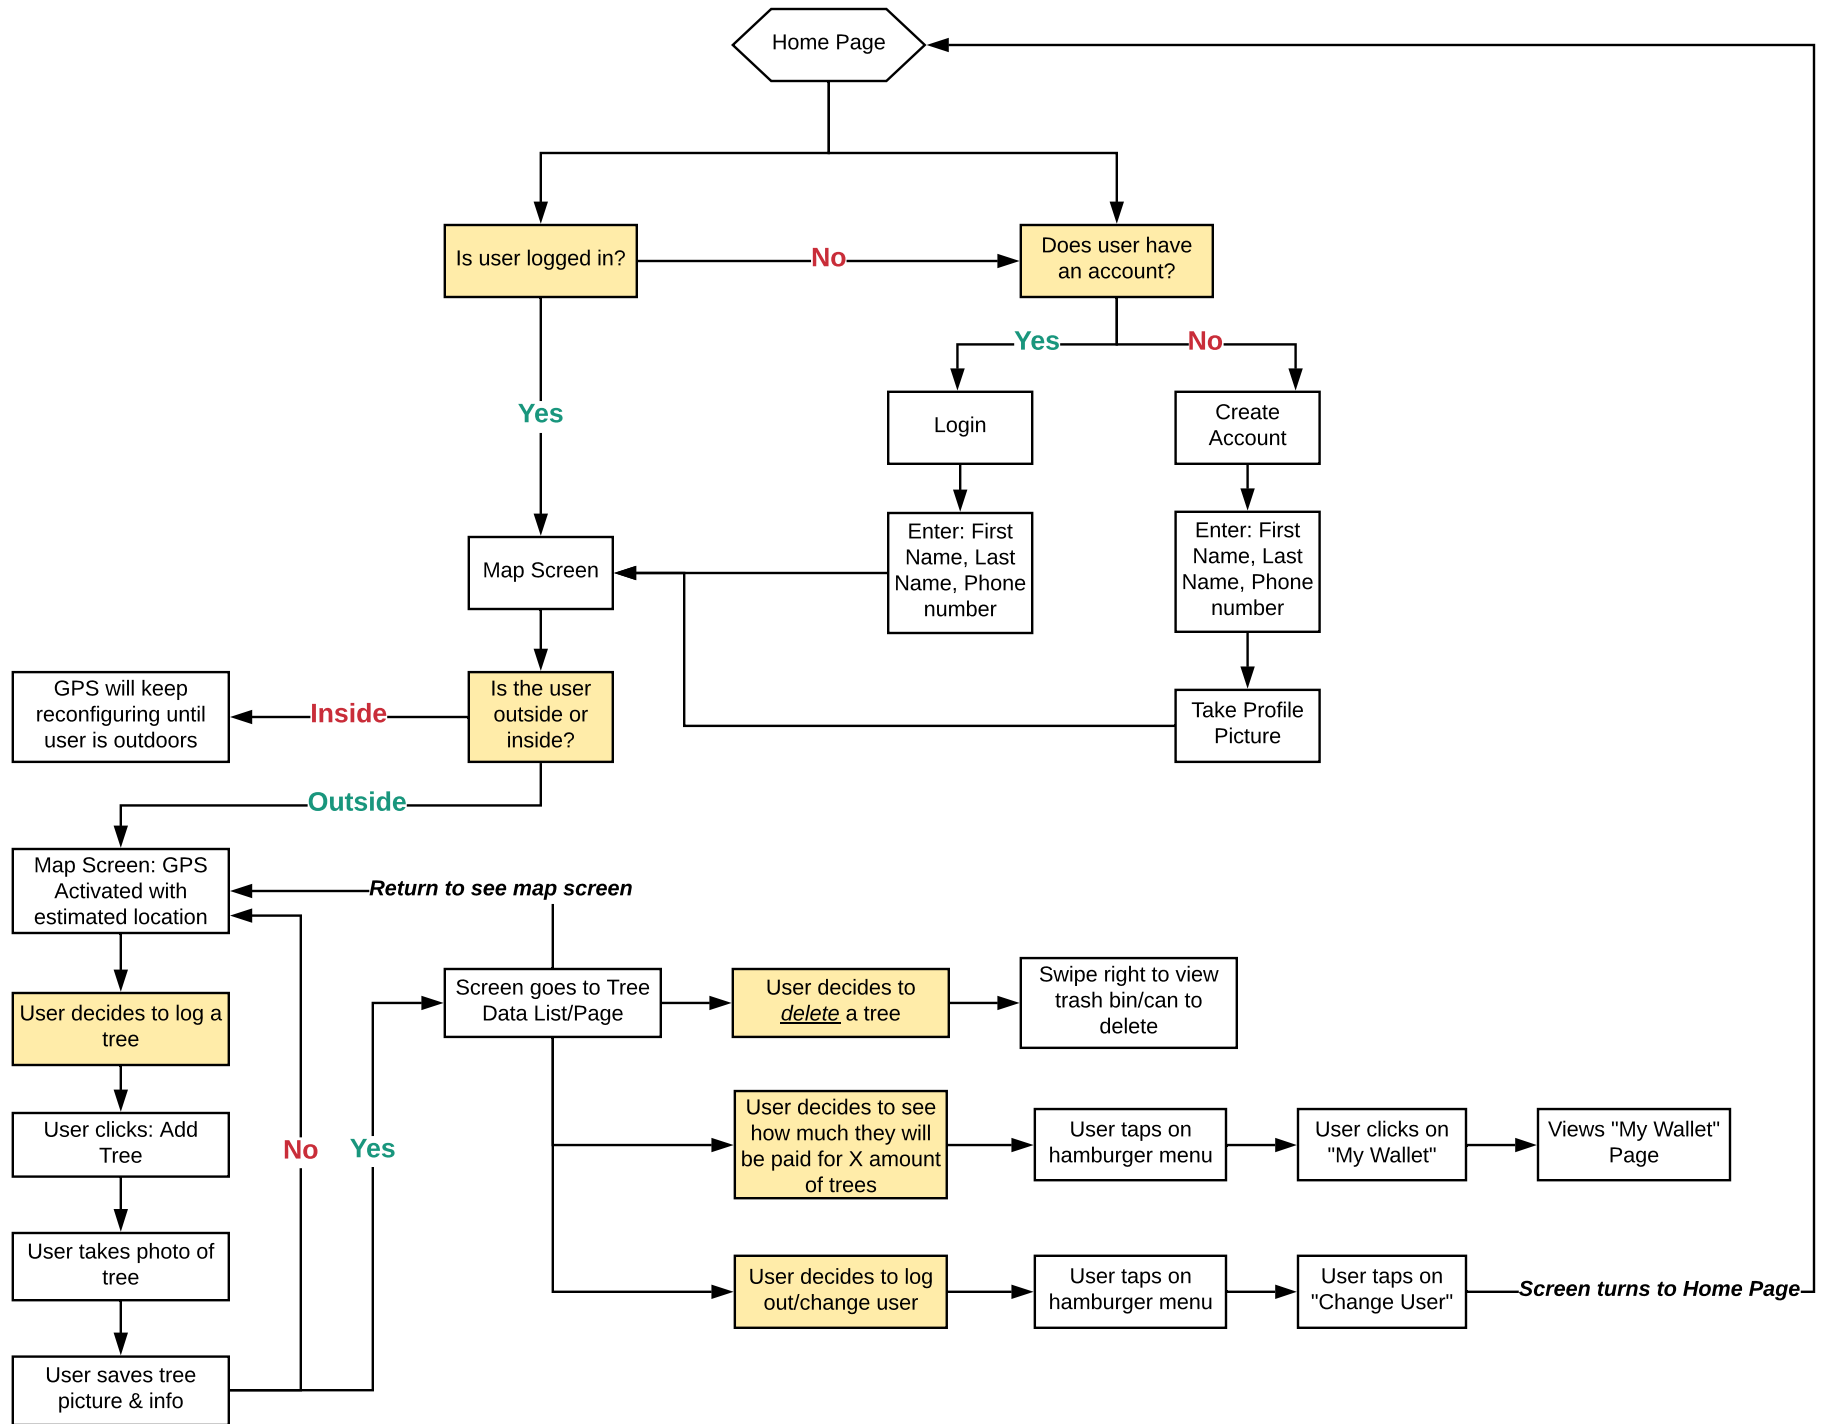 Home Page
Is user logged in?
No
Does user have
an account?
Yes
No
Yes
Login
Create
Account
Enter: First
Name, Last
Name, Phone
number
Enter: First
Name, Last
Name, Phone
number
Map Screen
Take Profile
Picture
Is the user
outside or
inside?
Inside
GPS will keep
reconfiguring until
user is outdoors
Outside
Map Screen: GPS
Activated with
estimated location
Return to see map screen
User decides to log a
tree
User clicks: Add
Tree
User takes photo of
tree
User saves tree
picture & info
No
Yes
Screen goes to Tree
Data List/Page
User decides to
delete a tree
Swipe right to view
trash bin/can to
delete
User decides to see
how much they will
be paid for X amount
of trees
User taps on
hamburger menu
User clicks on
"My Wallet"
Views "My Wallet"
Page
User decides to log
out/change user
User taps on
hamburger menu
User taps on
"Change User"
Screen turns to Home Page